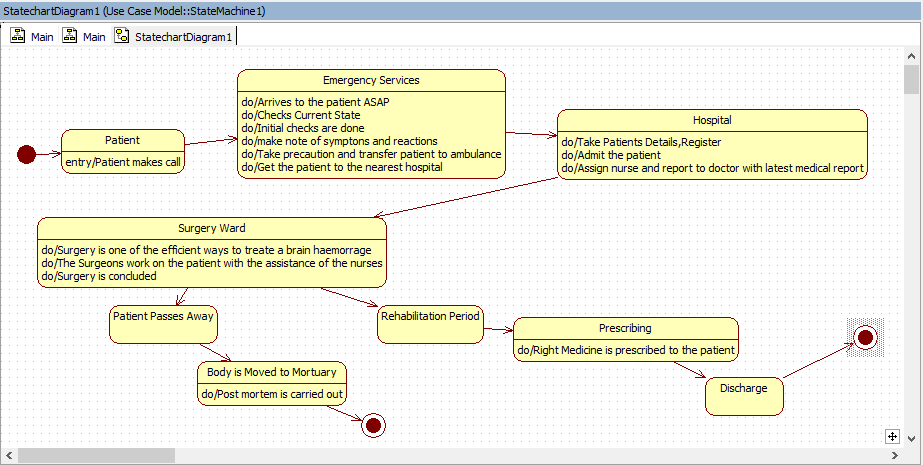 StatechartDiagram1 (Use Case Model::StateMachine1)
Main Main StatechartDiagram1
Emergency Services
do/Arrives to the patient ASAP
do/Checks Current State
do/Initial checks are done
do/make note of symptons and reactions
do/Take precaution and transfer patient to ambulance
do/Get the patient to the nearest hospital
Patient
entry/Patient makes call
Hospital
do/Take Patients Details,Register
do/Admit the patient
do/Assign nurse and report to doctor with latest medical report
Surgery Ward
do/Surgery is one of the efficient ways to treate a brain haemorrage
do/The Surgeons work on the patient with the assistance of the nurses
do/Surgery is concluded
Patient Passes Away
Rehabilitation Period
Prescribing
do/Right Medicine is prescribed to the patient
Body is Moved to Mortuary
do/Post mortem is carried out
Discharge